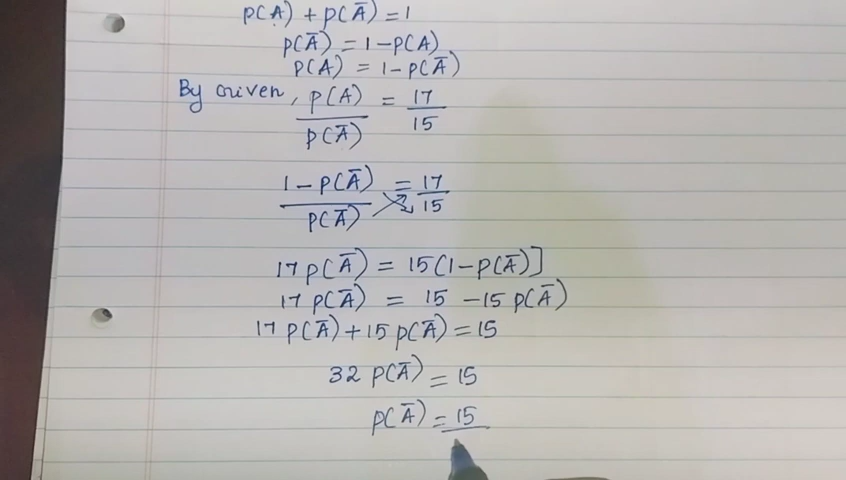 P(A) + P(Ā) = 1
P(Ā) = 1 - P(A)
P(A) = 1 - P(Ā)
By Given, P(A) / P(Ā) = 17 / 15
1 - P(Ā) / P(Ā) = 17 / 15
17 P(Ā) = 15(1 - P(Ā)]
17 P(Ā) = 15 - 15 P(Ā)
17 P(Ā) + 15 P(Ā) = 15
32 P(Ā) = 15
P(Ā) = 15